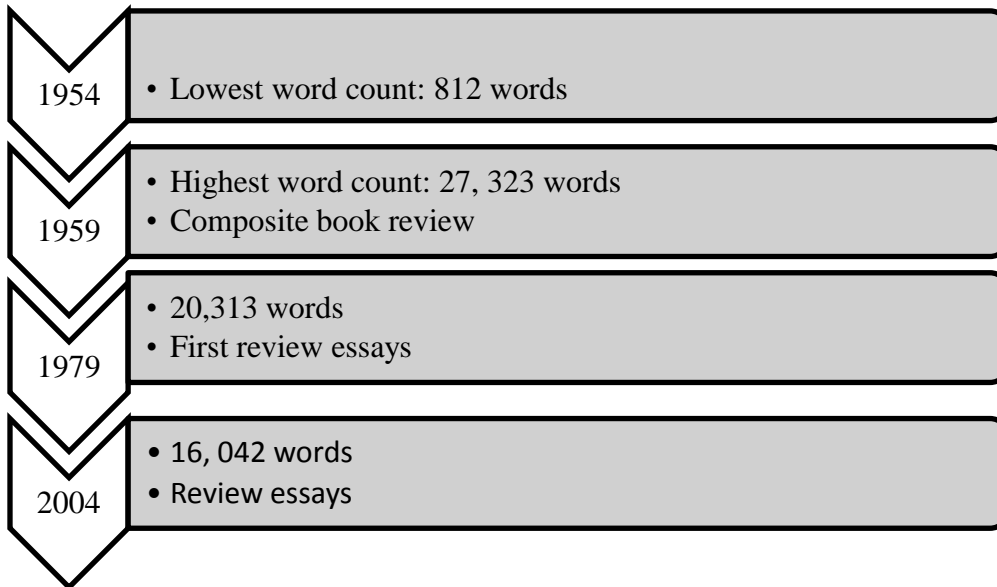 1954
• Lowest word count: 812 words
1959
• Highest word count: 27, 323 words
• Composite book review
1979
• 20,313 words
• First review essays
2004
• 16, 042 words
• Review essays